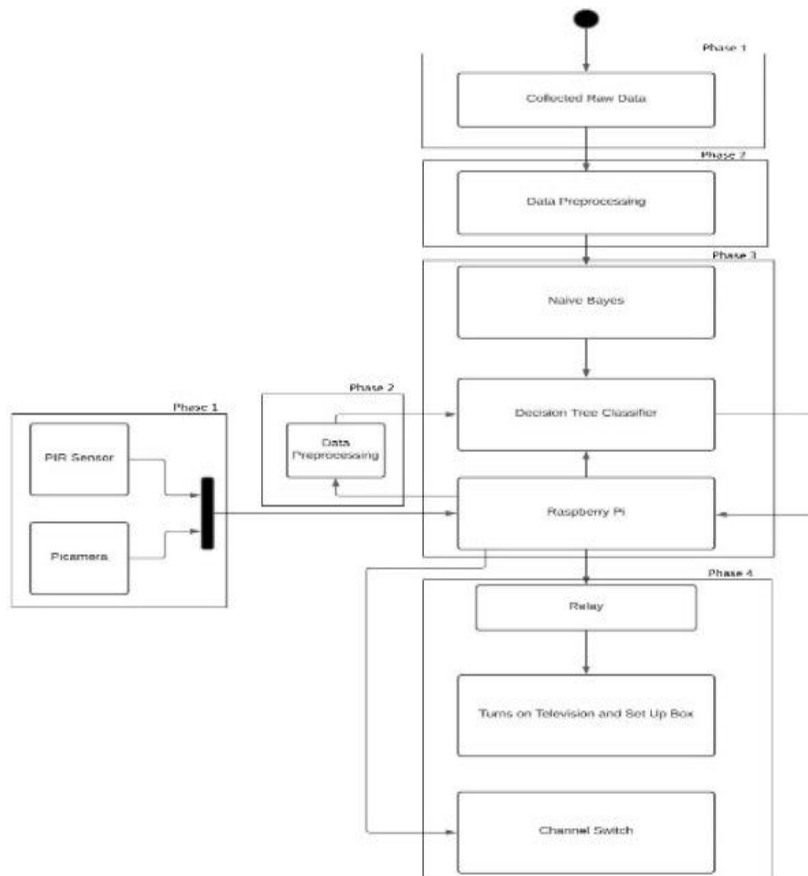 Phase 1
Collected Raw Data
Phase 2
Data Preprocessing
Phase 3
Naive Bayes
Decision Tree Classifier
Phase 2
Data
Preprocessing
Phase 1
PIR Sensor
Picamera
Raspberry Pi
Phase 4
Relay
Turns on Television and Set Up Box
Channel Switch